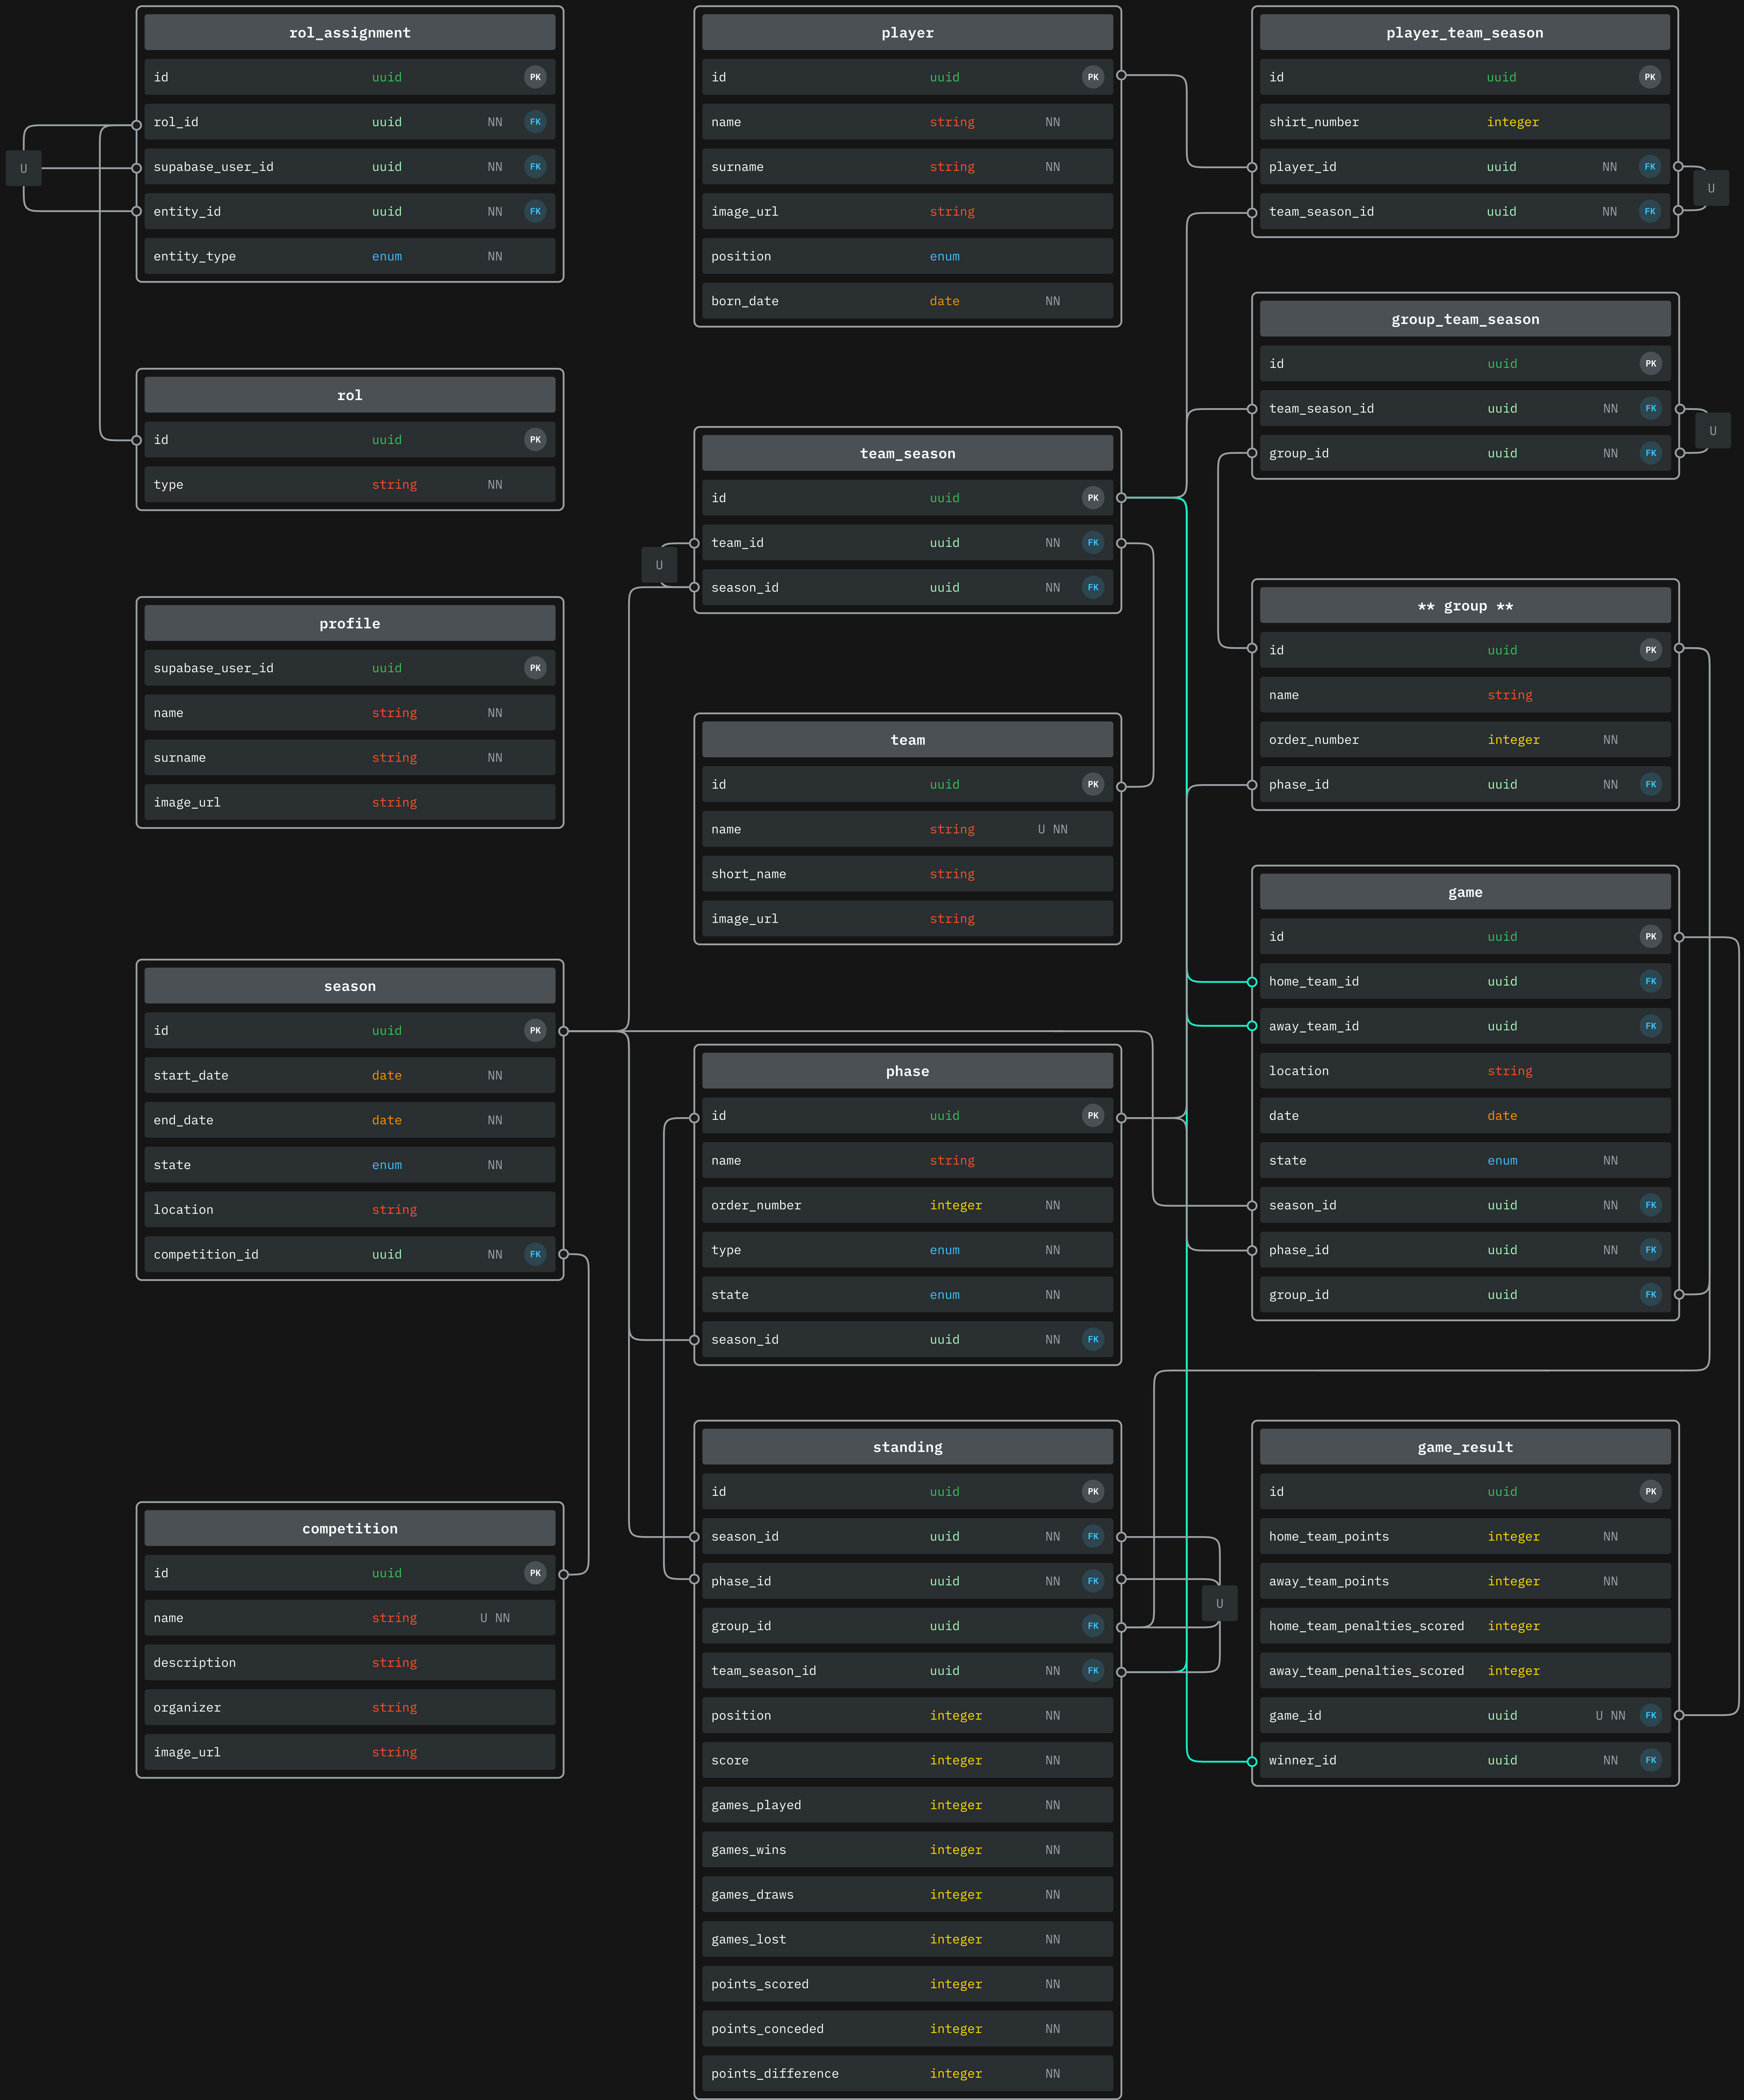 rol_assignment
id uuid PK
rol_id uuid NN FK
supabase_user_id uuid NN FK
entity_id uuid NN FK
entity_type enum NN
U
rol
id uuid PK
type string NN
profile
supabase_user_id uuid PK
name string NN
surname string NN
image_url string
season
id uuid PK
start_date date NN
end_date date NN
state enum NN
location string
competition_id uuid NN FK
competition
id uuid PK
name string U NN
description string
organizer string
image_url string
player
id uuid PK
name string NN
surname string NN
image_url string
position enum
born_date date NN
team_season
id uuid PK
team_id uuid NN FK
season_id uuid NN FK
U
team
id uuid PK
name string U NN
short_name string
image_url string
phase
id uuid PK
name string
order_number integer NN
type enum NN
state enum NN
season_id uuid NN FK
standing
id uuid PK
season_id uuid NN FK
phase_id uuid NN FK
group_id uuid FK
team_season_id uuid NN FK
position integer NN
score integer NN
games_played integer NN
games_wins integer NN
games_draws integer NN
games_lost integer NN
points_scored integer NN
points_conceded integer NN
points_difference integer NN
U
player_team_season
id uuid PK
shirt_number integer
player_id uuid NN FK
team_season_id uuid NN FK
U
group_team_season
id uuid PK
team_season_id uuid NN FK
group_id uuid NN FK
U
** group **
id uuid PK
name string
order_number integer NN
phase_id uuid NN FK
game
id uuid PK
home_team_id uuid FK
away_team_id uuid FK
location string
date date
state enum NN
season_id uuid NN FK
phase_id uuid NN FK
group_id uuid FK
game_result
id uuid PK
home_team_points integer NN
away_team_points integer NN
home_team_penalties_scored integer
away_team_penalties_scored integer
game_id uuid U NN FK
winner_id uuid NN FK